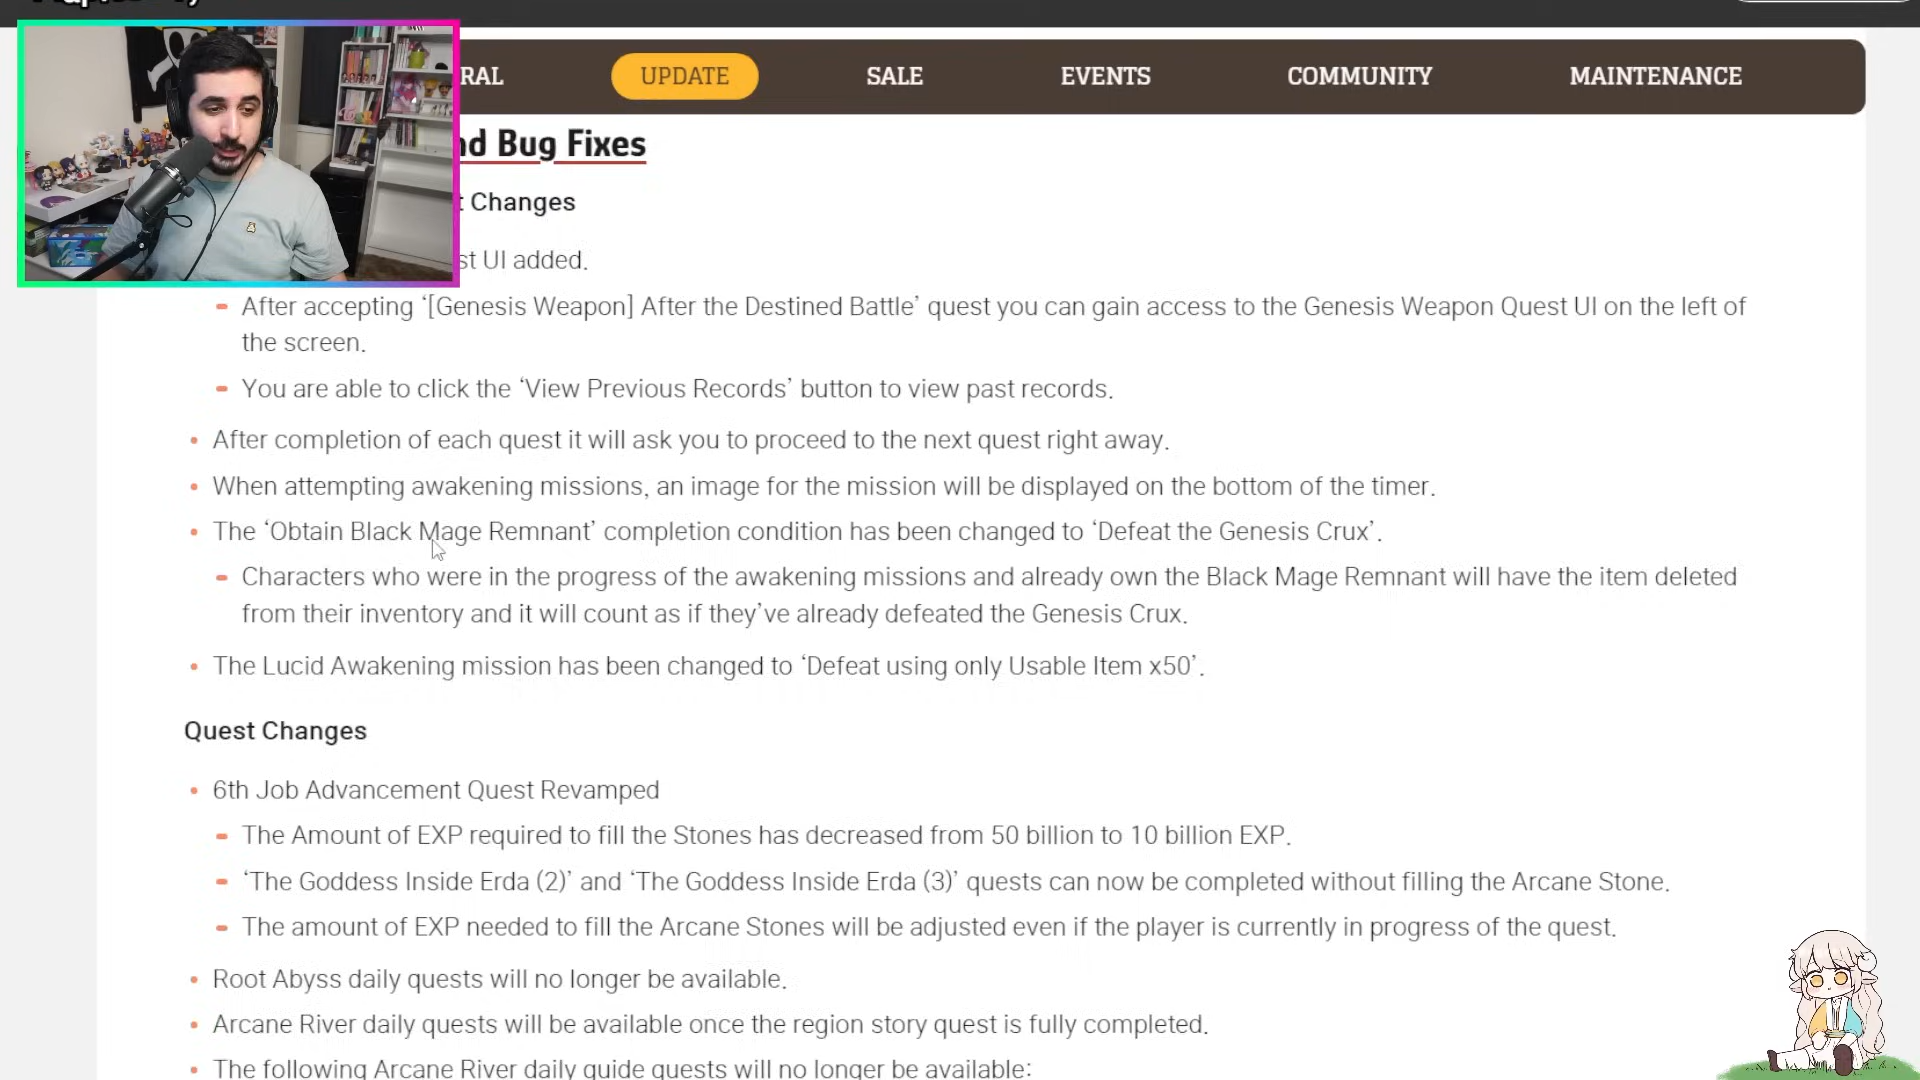 RAL UPDATE SALE EVENTS COMMUNITY MAINTENANCE
nd Bug Fixes
t Changes
st UI added.
- After accepting ‘[Genesis Weapon] After the Destined Battle’ quest you can gain access to the Genesis Weapon Quest UI on the left of
the screen.
- You are able to click the ‘View Previous Records’ button to view past records.
• After completion of each quest it will ask you to proceed to the next quest right away.
• When attempting awakening missions, an image for the mission will be displayed on the bottom of the timer.
• The ‘Obtain Black Mage Remnant’ completion condition has been changed to ‘Defeat the Genesis Crux’.
- Characters who were in the progress of the awakening missions and already own the Black Mage Remnant will have the item deleted
from their inventory and it will count as if they’ve already defeated the Genesis Crux.
• The Lucid Awakening mission has been changed to ‘Defeat using only Usable Item x50’.
Quest Changes
• 6th Job Advancement Quest Revamped
- The Amount of EXP required to fill the Stones has decreased from 50 billion to 10 billion EXP.
- ‘The Goddess Inside Erda (2)’ and ‘The Goddess Inside Erda (3)’ quests can now be completed without filling the Arcane Stone.
- The amount of EXP needed to fill the Arcane Stones will be adjusted even if the player is currently in progress of the quest.
• Root Abyss daily quests will no longer be available.
• Arcane River daily quests will be available once the region story quest is fully completed.
• The following Arcane River daily guide quests will no longer be available: